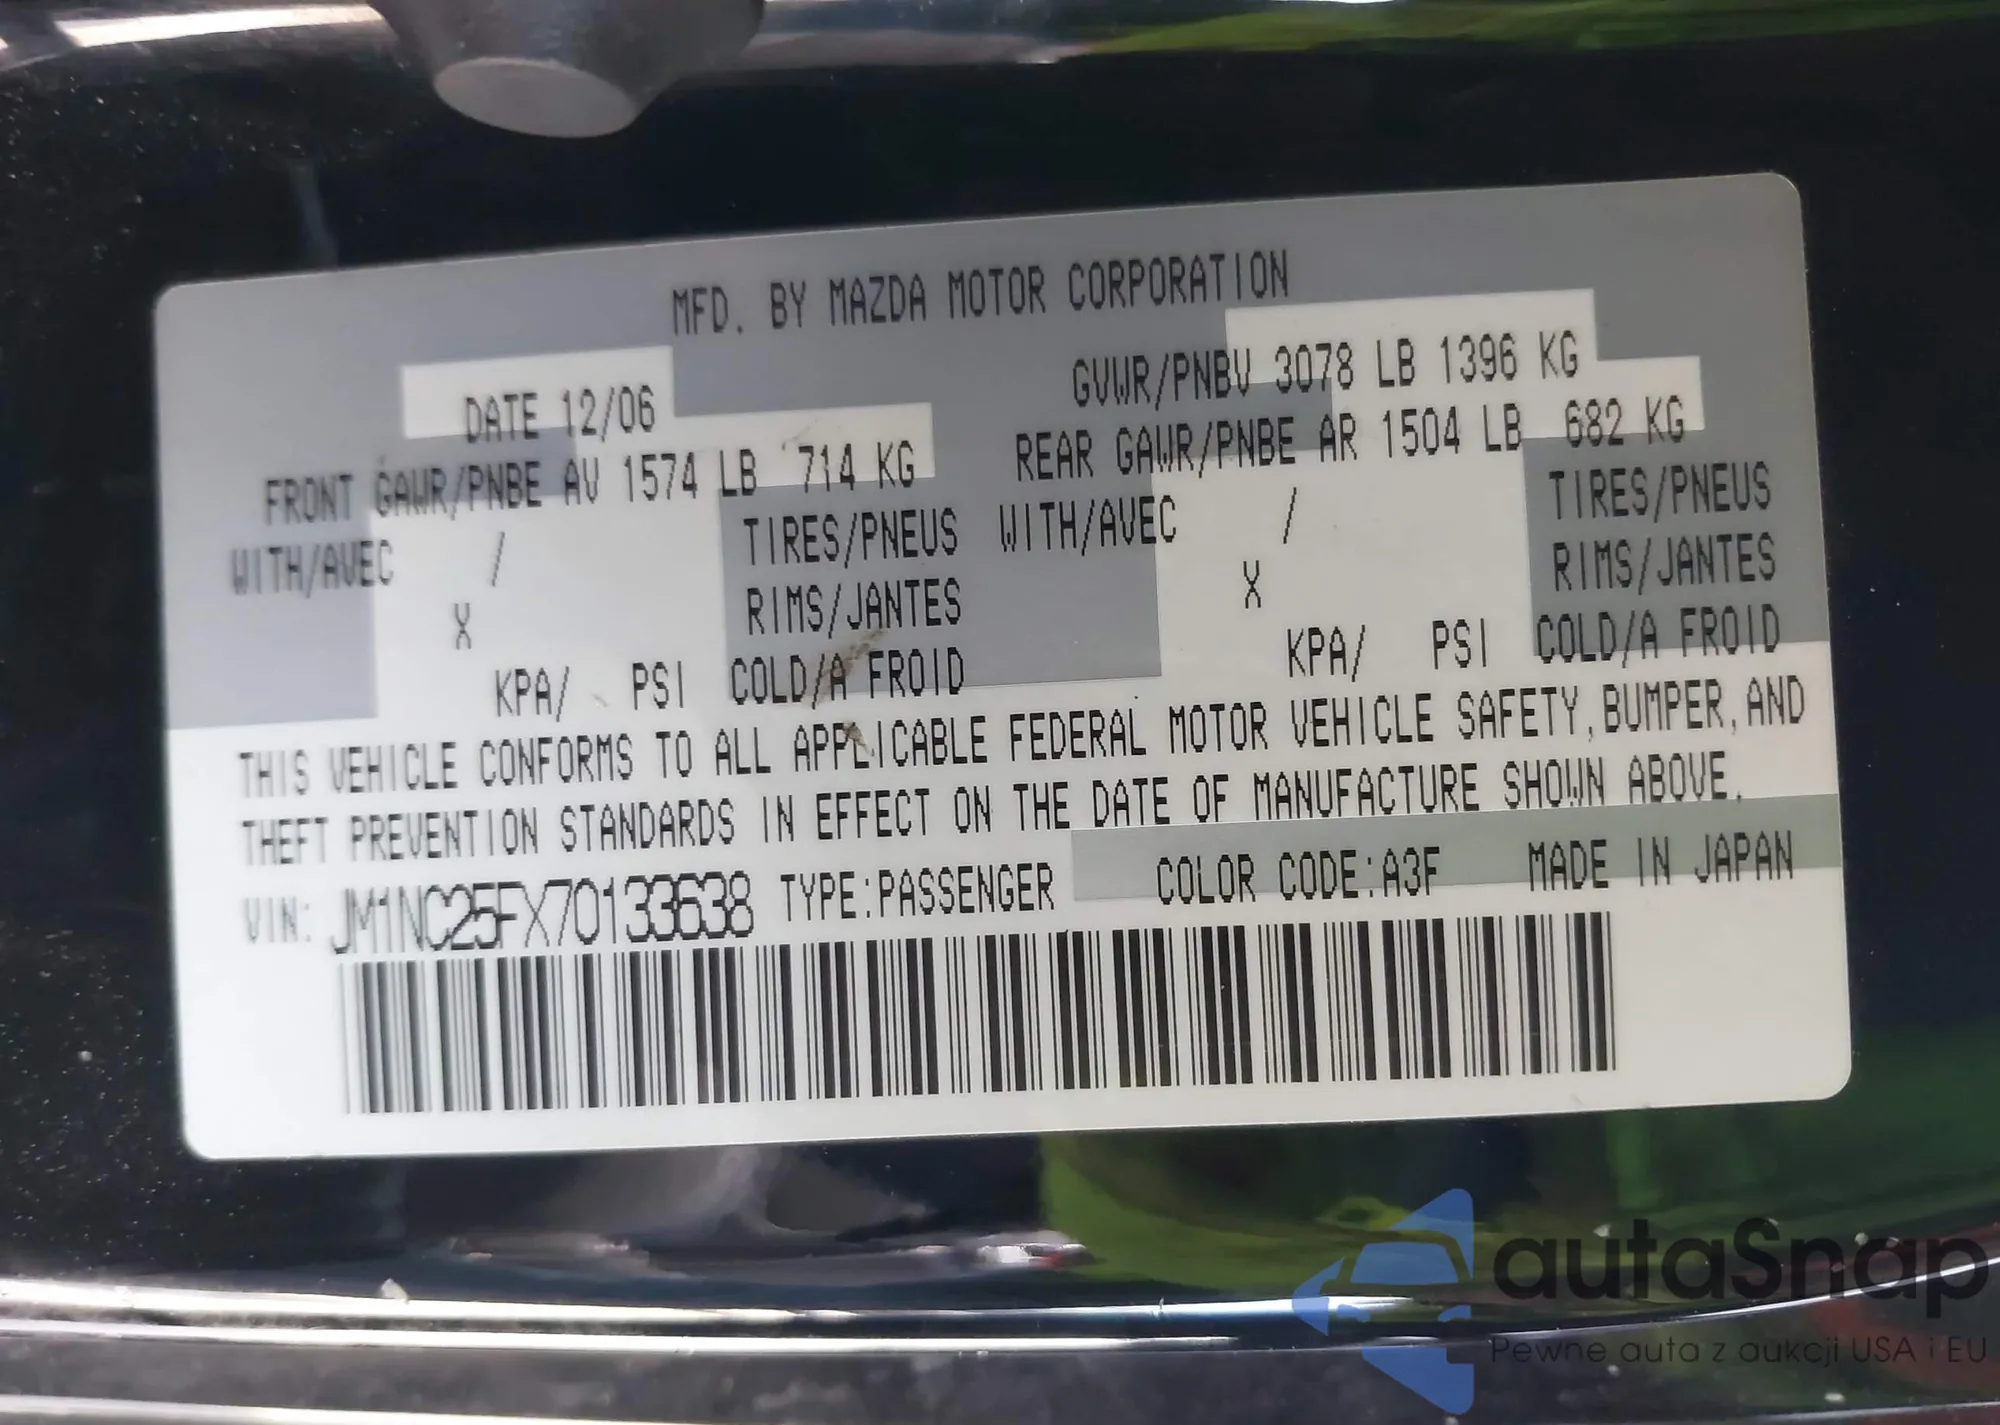 MFD. BY MAZDA MOTOR CORPORATION
DATE 12/06 GVWR/PNBV 3078 LB 1396 KG
FRONT GAWR/PNBE AV 1574 LB 714 KG REAR GAWR/PNBE AR 1504 LB 682 KG
WITH/AVEC / TIRES/PNEUS WITH/AVEC / TIRES/PNEUS
X RIMS/JANTES X RIMS/JANTES
KPA/ PSI COLD/A FROID KPA/ PSI COLD/A FROID
THIS VEHICLE CONFORMS TO ALL APPLICABLE FEDERAL MOTOR VEHICLE SAFETY,BUMPER,AND
THEFT PREVENTION STANDARDS IN EFFECT ON THE DATE OF MANUFACTURE SHOWN ABOVE.
VIN: JM1NC25FX70133638 TYPE:PASSENGER COLOR CODE:A3F MADE IN JAPAN
autaSnap
Pewne auta z aukcji USA i EU